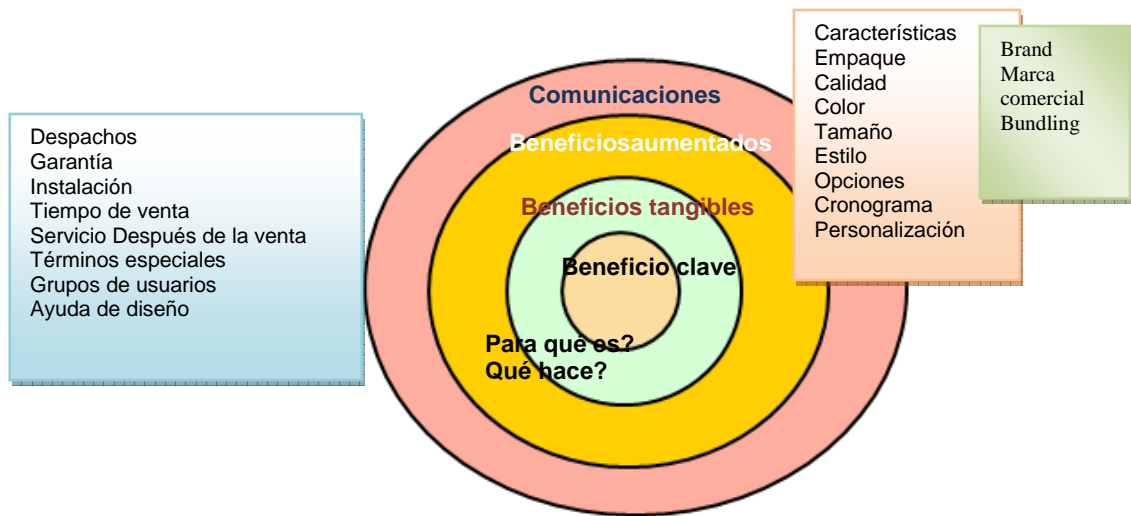 Despachos
Garantía
Instalación
Tiempo de venta
Servicio Después de la venta
Términos especiales
Grupos de usuarios
Ayuda de diseño
Comunicaciones
Beneficiosaumentados
Beneficios tangibles
Beneficio clave
Para qué es?
Qué hace?
Características
Empaque
Calidad
Color
Tamaño
Estilo
Opciones
Cronograma
Personalización
Brand
Marca
comercial
Bundling